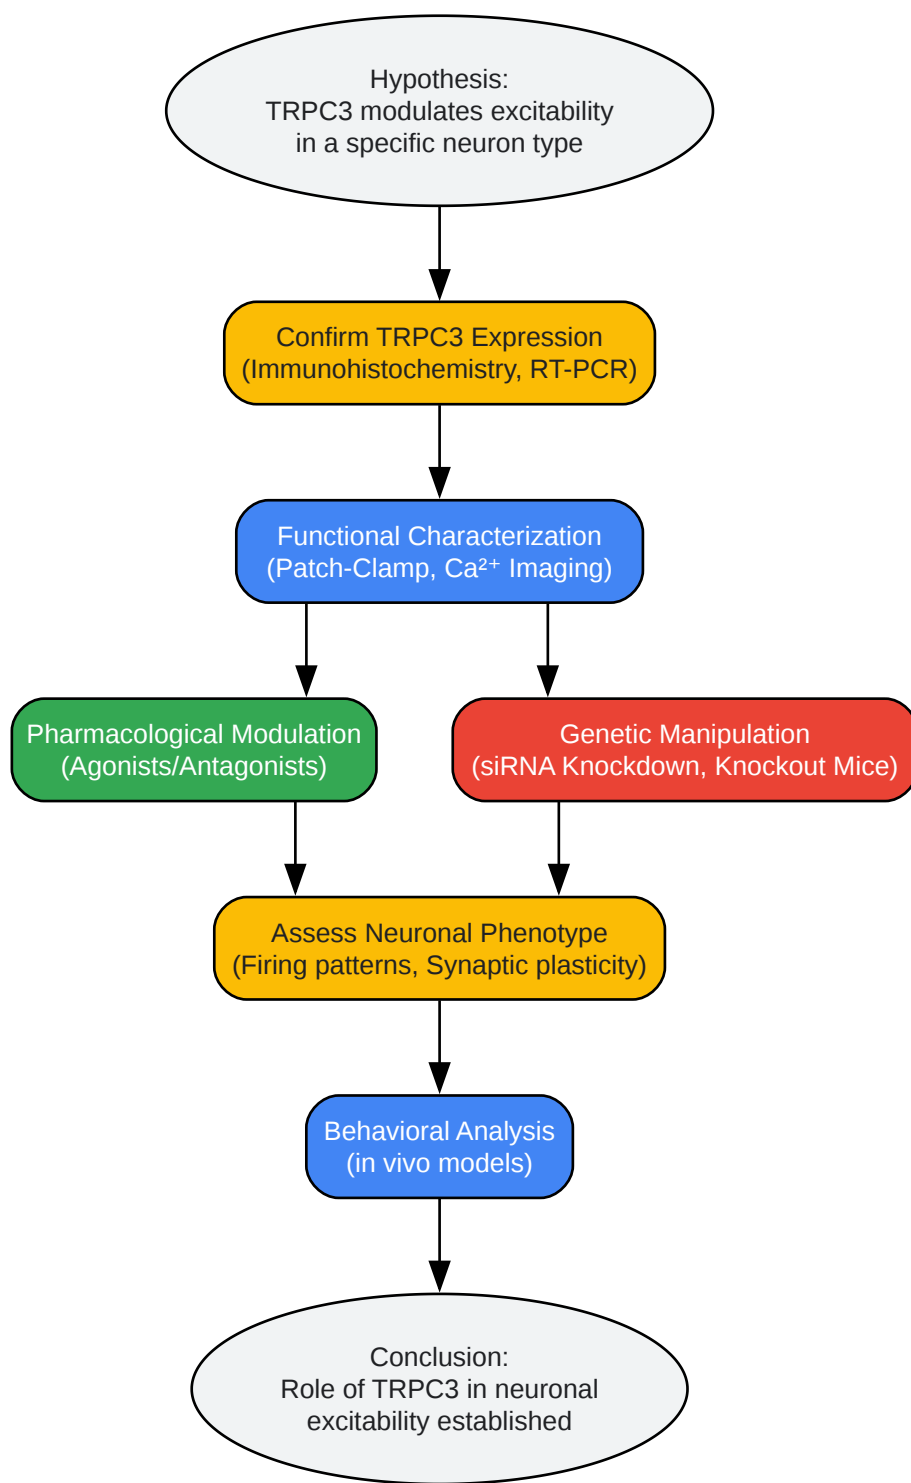 Hypothesis:
TRPC3 modulates excitability
in a specific neuron type
Confirm TRPC3 Expression
(Immunohistochemistry, RT-PCR)
Functional Characterization
(Patch-Clamp, Ca²⁺ Imaging)
Pharmacological Modulation
(Agonists/Antagonists)
Genetic Manipulation
(siRNA Knockdown, Knockout Mice)
Assess Neuronal Phenotype
(Firing patterns, Synaptic plasticity)
Behavioral Analysis
(in vivo models)
Conclusion:
Role of TRPC3 in neuronal
excitability established